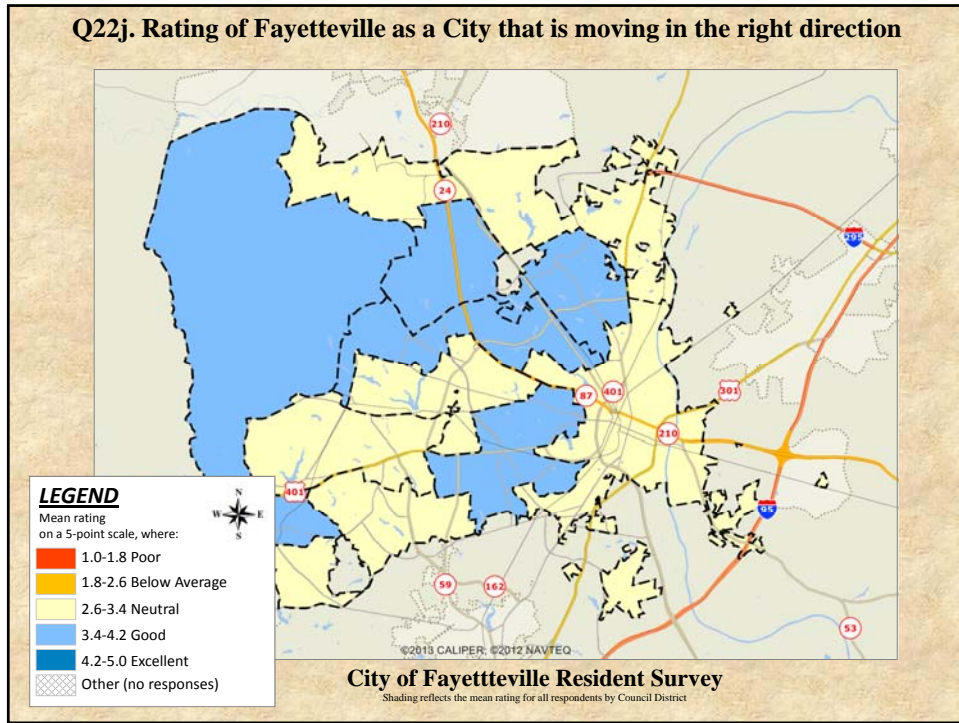 Q22j. Rating of Fayetteville as a City that is moving in the right direction
210
24
295
87
401
301
210
401
95
59
162
53
LEGEND
Mean rating
on a 5-point scale, where:
N
W E
S
1.0-1.8 Poor
1.8-2.6 Below Average
2.6-3.4 Neutral
3.4-4.2 Good
4.2-5.0 Excellent
Other (no responses)
©2013 CALIPER; ©2012 NAVTEQ
City of Fayettteville Resident Survey
Shading reflects the mean rating for all respondents by Council District